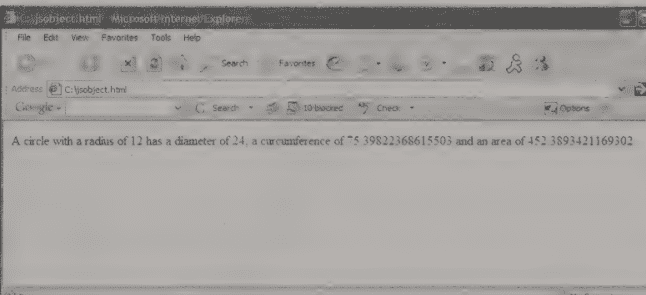 C:\jsobject.html - Microsoft Internet Explorer
File Edit View Favorites Tools Help
Search Favorites
Address C:\jsobject.html
Google Search 10 blocked Check Options
A circle with a radius of 12 has a diameter of 24, a circumference of 75.39822368615503 and an area of 452.3893421169302